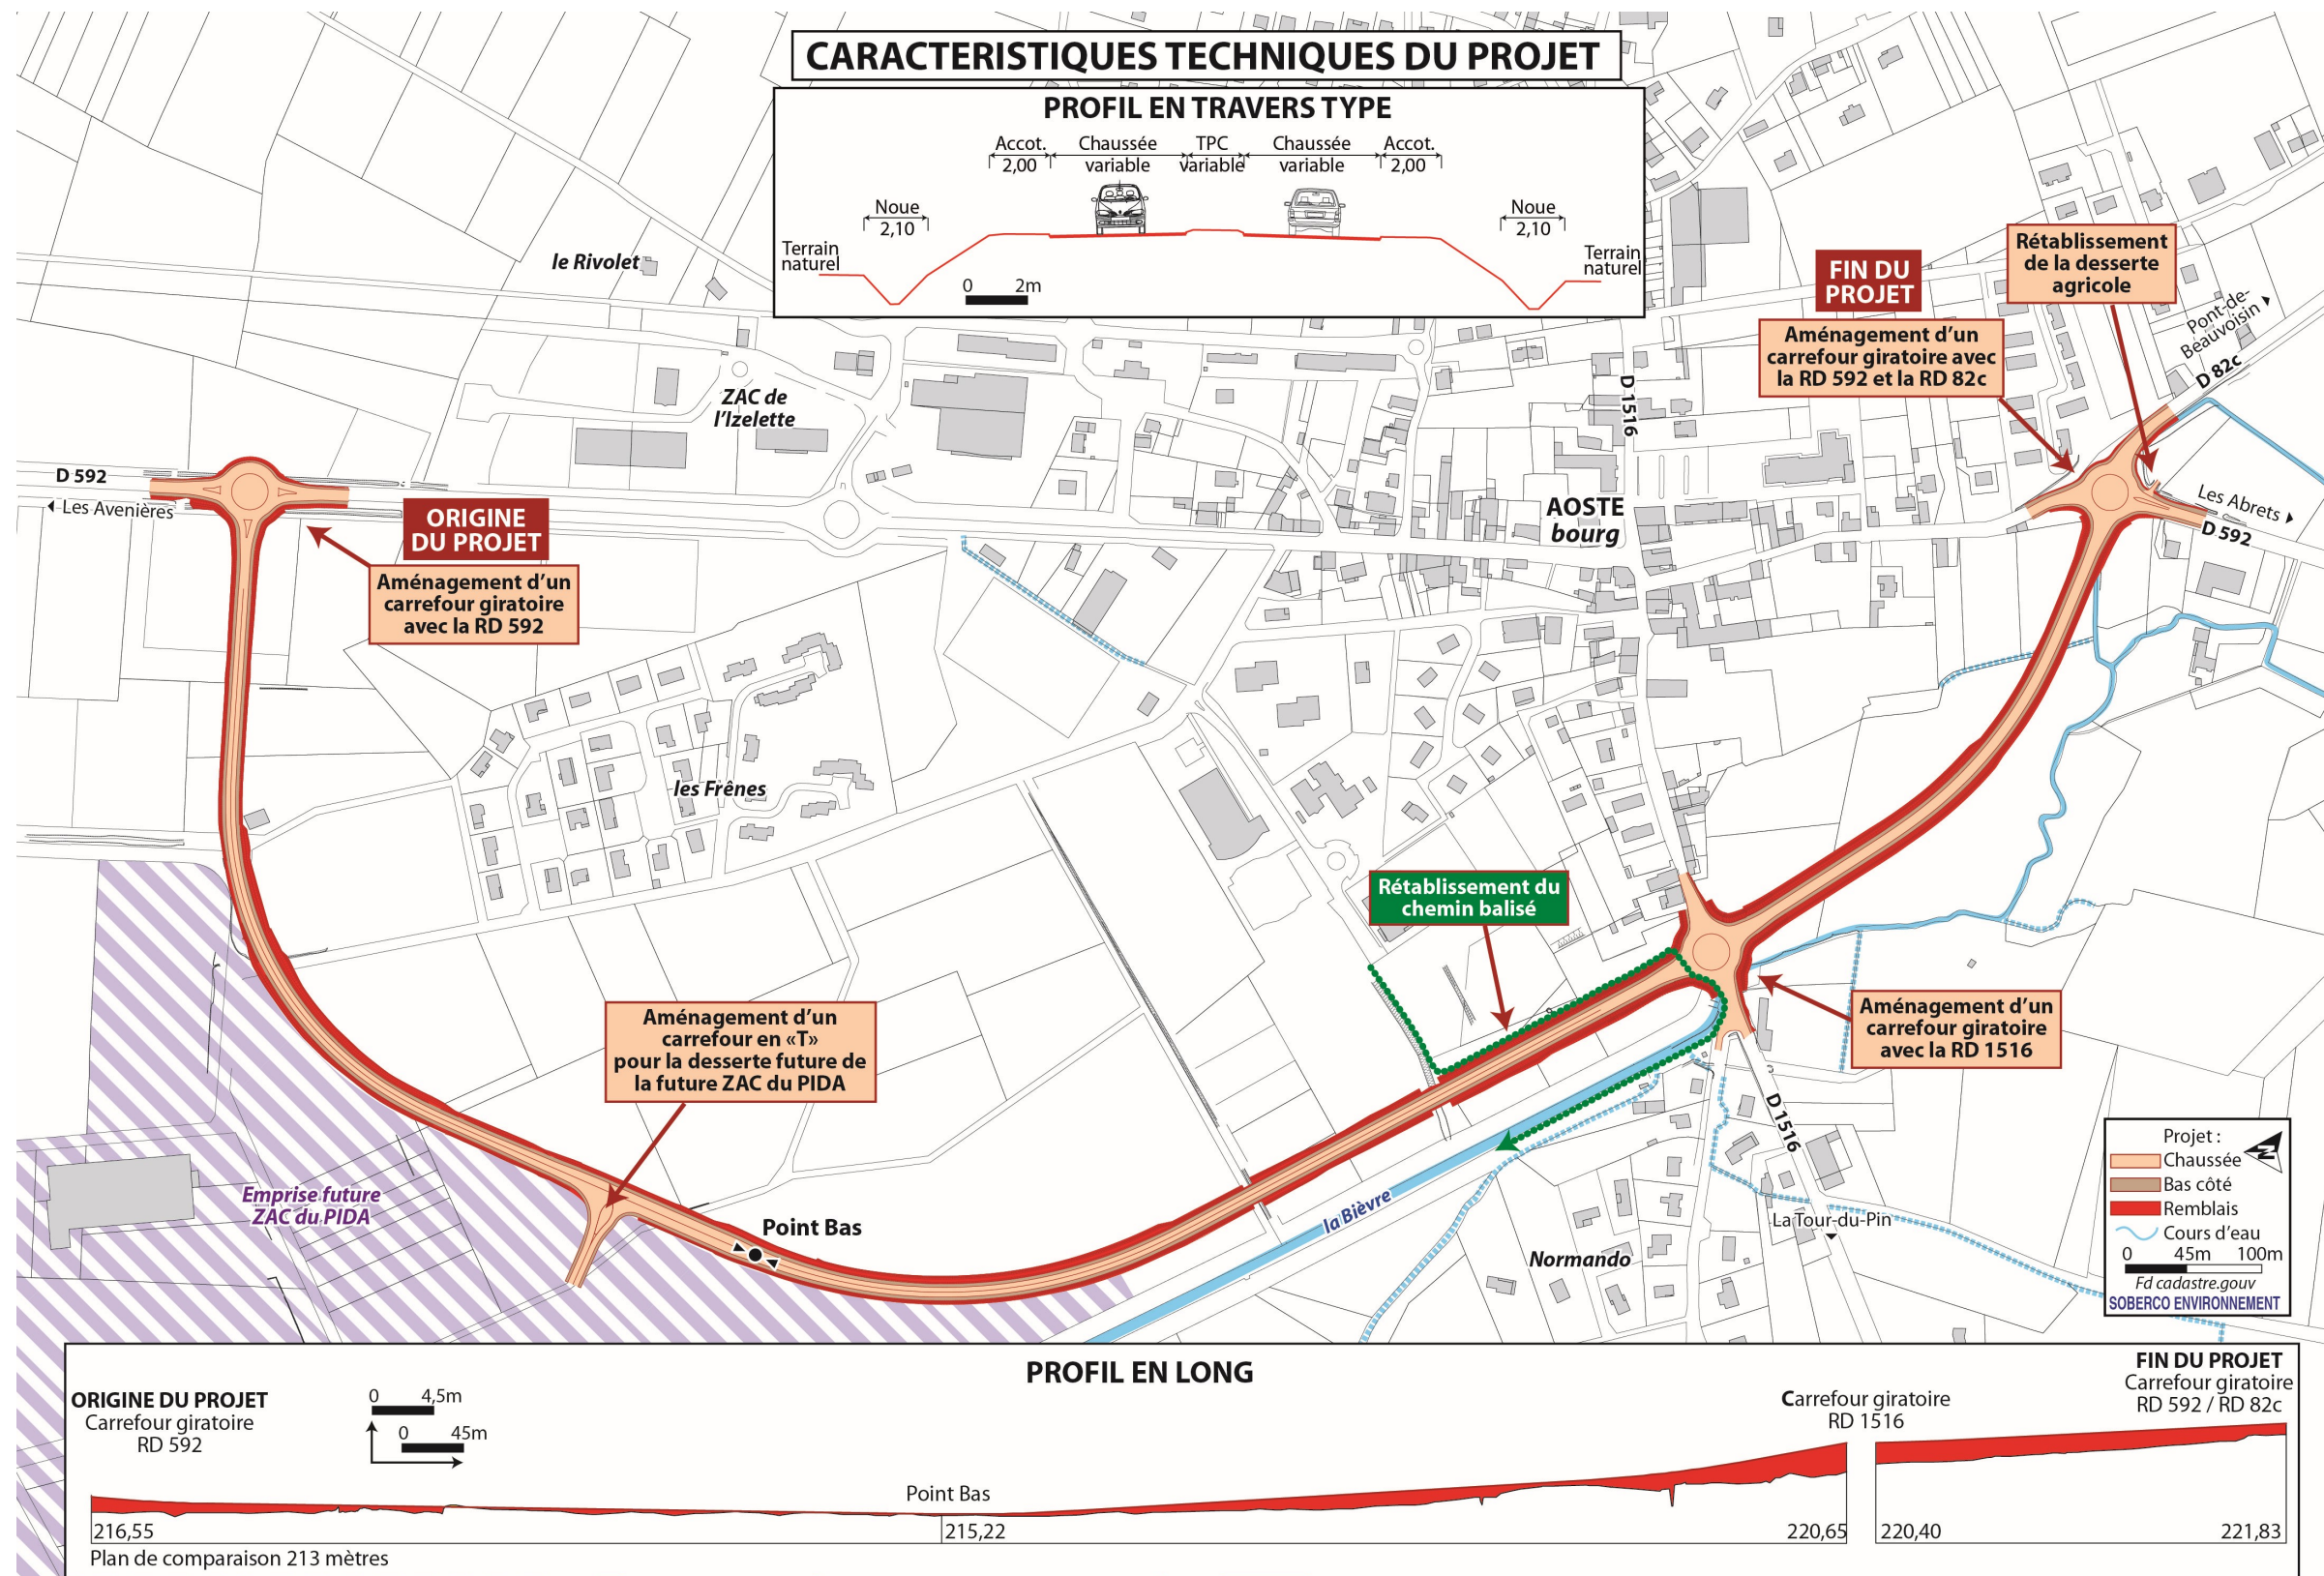 CARACTERISTIQUES TECHNIQUES DU PROJET
PROFIL EN TRAVERS TYPE
Accot.
2,00
Chaussée
variable
TPC
variable
Chaussée
variable
Accot.
2,00
Noue
2,10
Noue
2,10
Terrain
naturel
Terrain
naturel
0 2m
le Rivolet
ZAC de
l'Izelette
D 1516
FIN DU
PROJET
Aménagement d'un
carrefour giratoire avec
la RD 592 et la RD 82c
Rétablissement
de la desserte
agricole
Pont-de-
Beauvoisin
D 82c
D 592
Les Avenières
ORIGINE
DU PROJET
Aménagement d'un
carrefour giratoire
avec la RD 592
AOSTE
bourg
Les Abrets
D 592
les Frênes
Rétablissement du
chemin balisé
Aménagement d'un
carrefour en «T»
pour la desserte future de
la future ZAC du PIDA
Aménagement d'un
carrefour giratoire
avec la RD 1516
D 1516
Emprise future
ZAC du PIDA
Point Bas
la Bièvre
Normando
La Tour-du-Pin
Projet :
N
Chaussée
Bas côté
Remblais
Cours d'eau
0 45m 100m
Fd cadastre.gouv
SOBERCO ENVIRONNEMENT
PROFIL EN LONG
ORIGINE DU PROJET
Carrefour giratoire
RD 592
0 4,5m
0 45m
Point Bas
Carrefour giratoire
RD 1516
FIN DU PROJET
Carrefour giratoire
RD 592 / RD 82c
216,55
215,22
220,65
220,40
221,83
Plan de comparaison 213 mètres